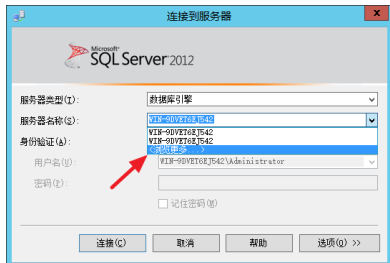 连接到服务器
x
Microsoft
SQL Server 2012
服务器类型(T):
数据库引擎
服务器名称(S):
WIN-9DVET6EJ542
WIN-9DVET6EJ542
WIN-9DVET6EJ542
<浏览更多...>
身份验证(A):
用户名(U):
WIN-9DVET6EJ542\Administrator
密码(P):
记住密码(M)
连接(C)
取消
帮助
选项(O) >>